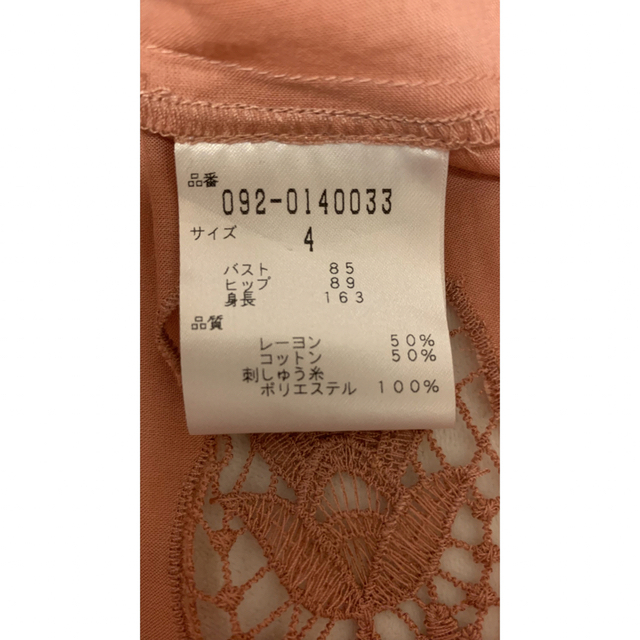 品番
092-0140033
サイズ
4
バスト 85
ヒップ 89
身長 163
品質
レーヨン 50%
コットン 50%
刺しゅう糸
ポリエステル 100%